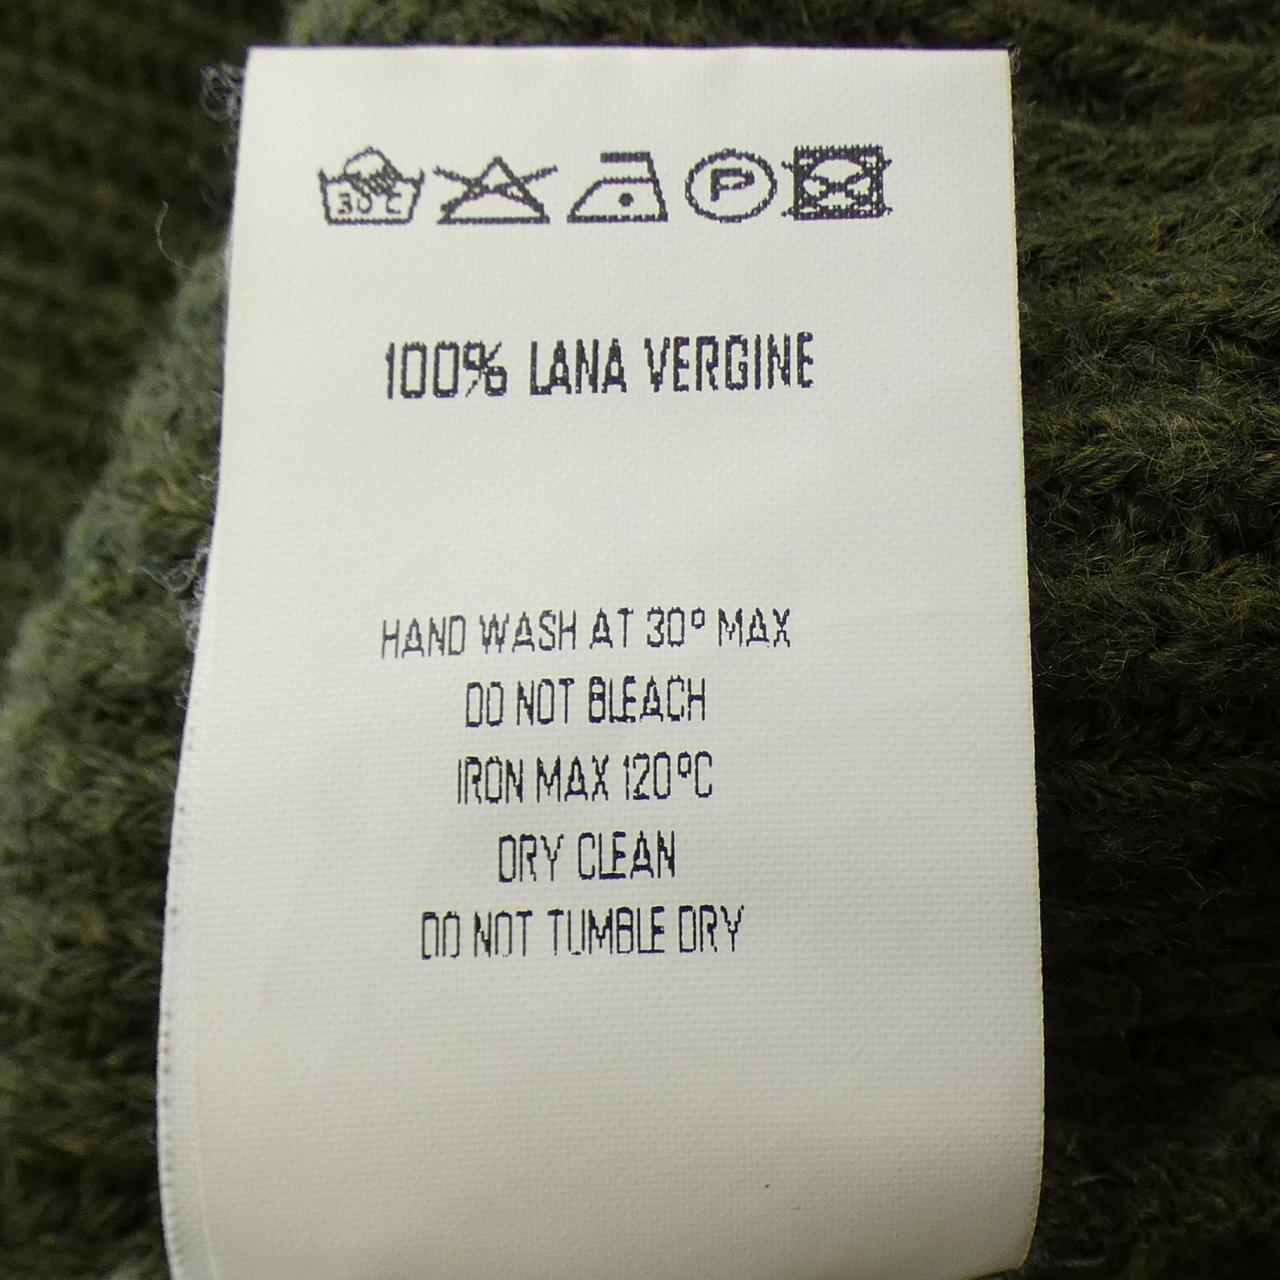 30°C
P
100% LANA VERGINE
HAND WASH AT 30° MAX
DO NOT BLEACH
IRON MAX 120°C
DRY CLEAN
DO NOT TUMBLE DRY